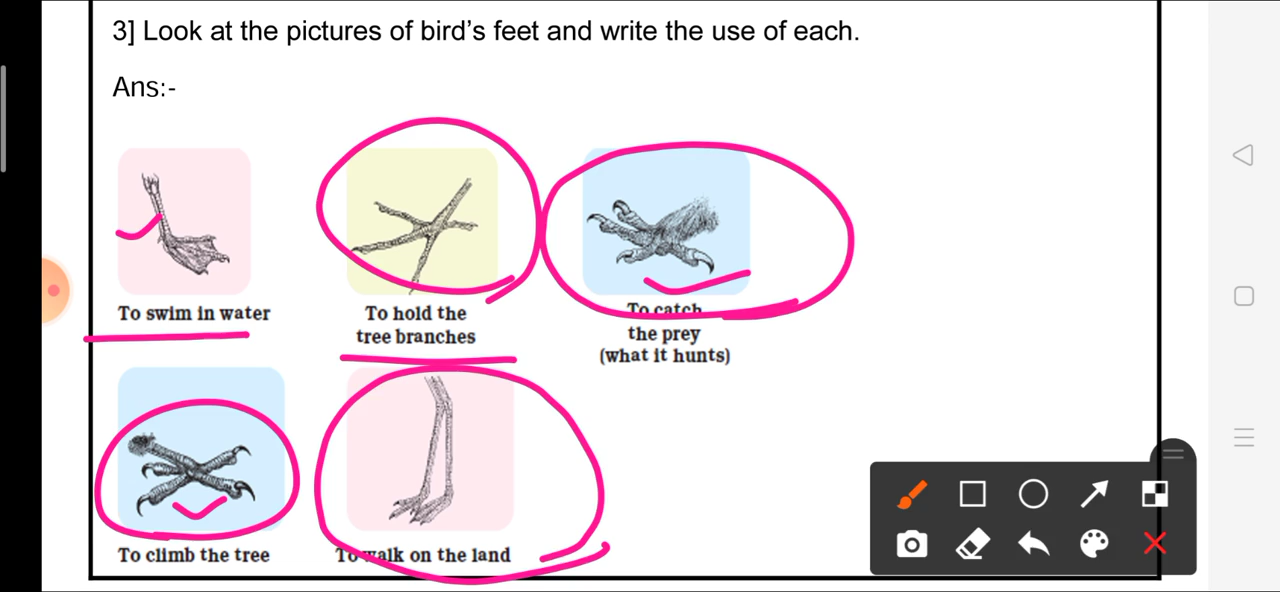 3] Look at the pictures of bird’s feet and write the use of each.
Ans:-
To swim in water
To hold the
tree branches
To catch
the prey
(what it hunts)
To climb the tree
To walk on the land